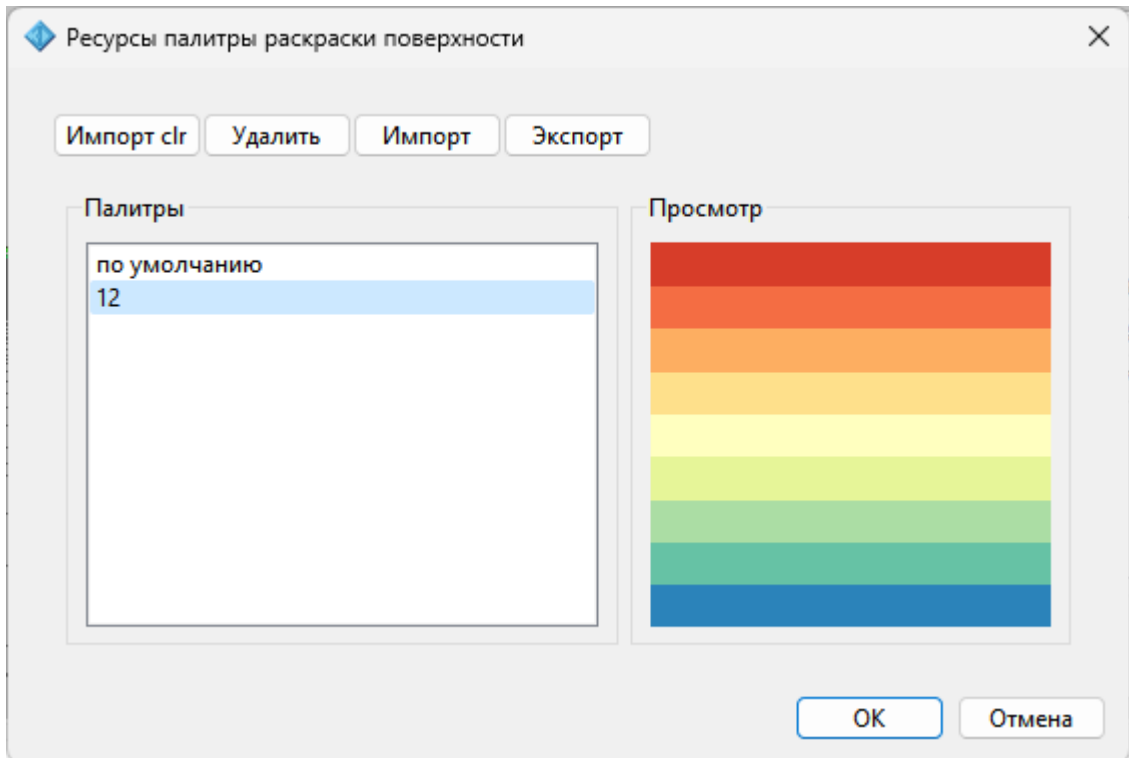 Ресурсы палитры раскраски поверхности
Импорт clr Удалить Импорт Экспорт
Палитры
по умолчанию
12
Просмотр
OK Отмена